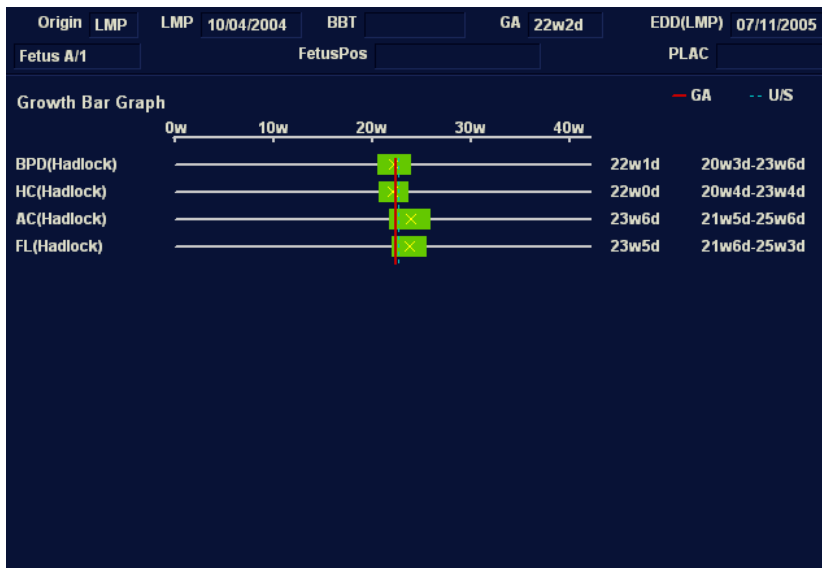 Origin LMP LMP 10/04/2004 BBT GA 22w2d EDD(LMP) 07/11/2005
Fetus A/1 FetusPos PLAC
Growth Bar Graph — GA -- U/S
0w 10w 20w 30w 40w
BPD(Hadlock) 22w1d 20w3d-23w6d
HC(Hadlock) 22w0d 20w4d-23w4d
AC(Hadlock) 23w6d 21w5d-25w6d
FL(Hadlock) 23w5d 21w6d-25w3d